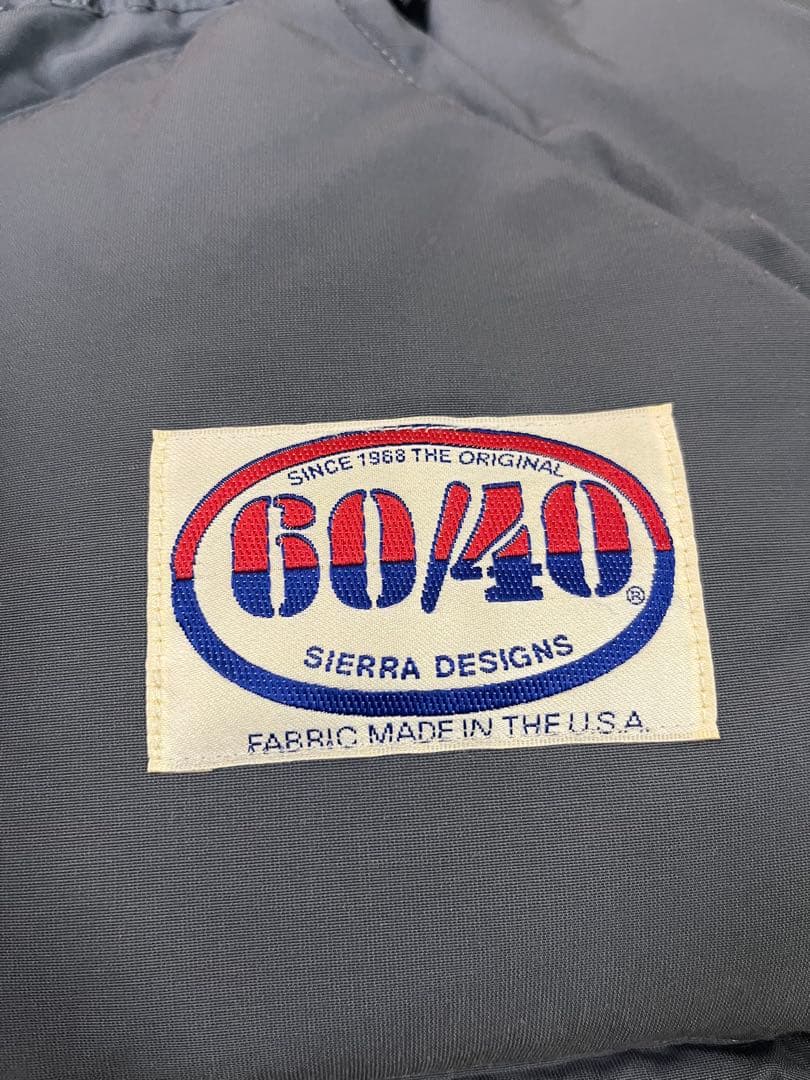 SINCE 1968 THE ORIGINAL
60/40®
SIERRA DESIGNS
FABRIC MADE IN THE U.S.A.